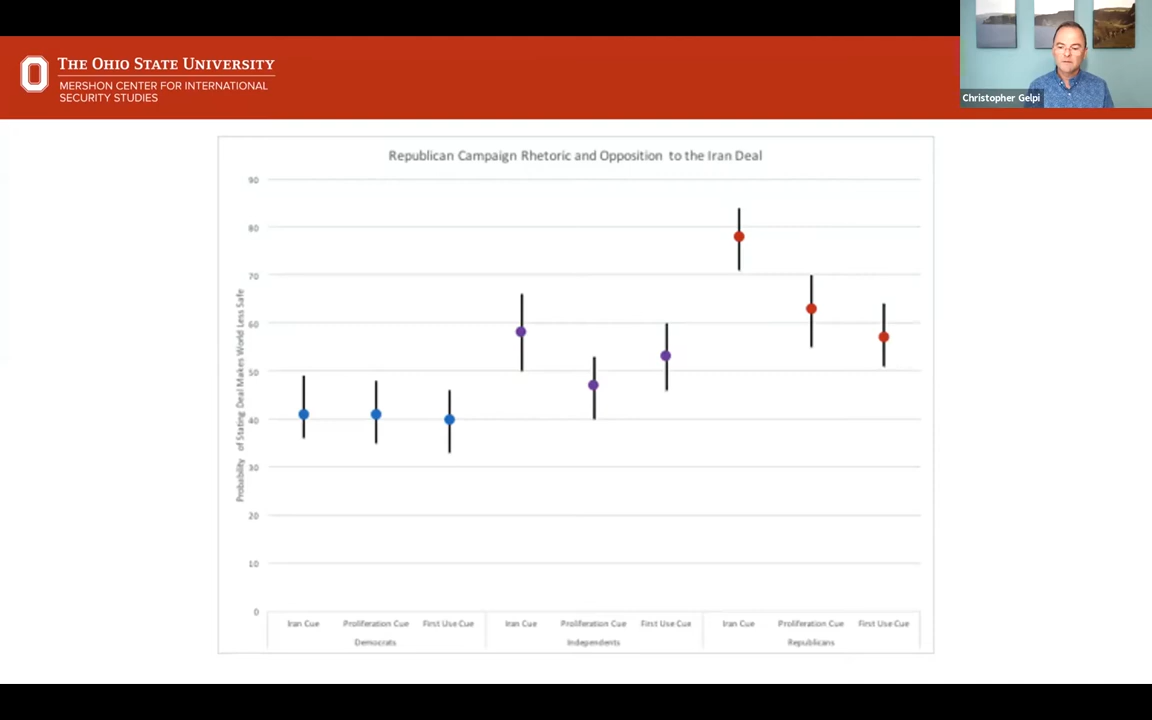 THE OHIO STATE UNIVERSITY
MERSHON CENTER FOR INTERNATIONAL
SECURITY STUDIES
Christopher Gelpi
Republican Campaign Rhetoric and Opposition to the Iran Deal
Probability of Stating Deal Makes World Less Safe
90
80
70
60
50
40
30
20
10
0
Iran Cue Proliferation Cue First Use Cue Iran Cue Proliferation Cue First Use Cue Iran Cue Proliferation Cue First Use Cue
Democrats Independents Republicans